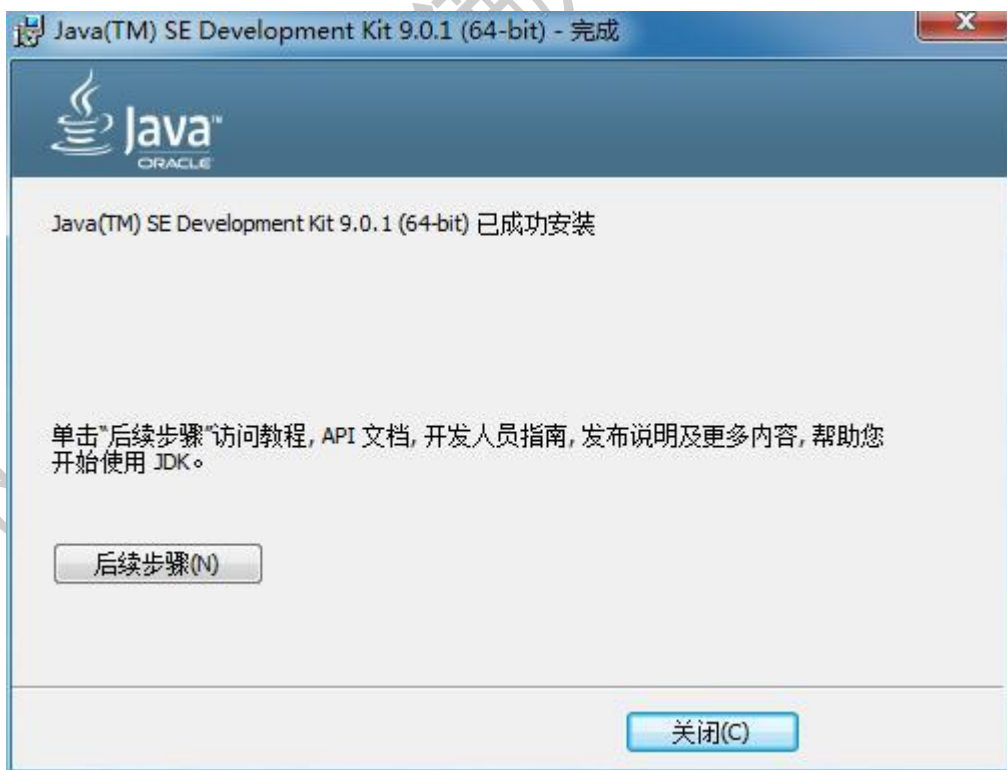 Java(TM) SE Development Kit 9.0.1 (64-bit) - 完成
Java™
ORACLE
Java(TM) SE Development Kit 9.0.1 (64-bit) 已成功安装
单击"后续步骤"访问教程, API 文档, 开发人员指南, 发布说明及更多内容, 帮助您
开始使用 JDK。
后续步骤(N)
关闭(C)